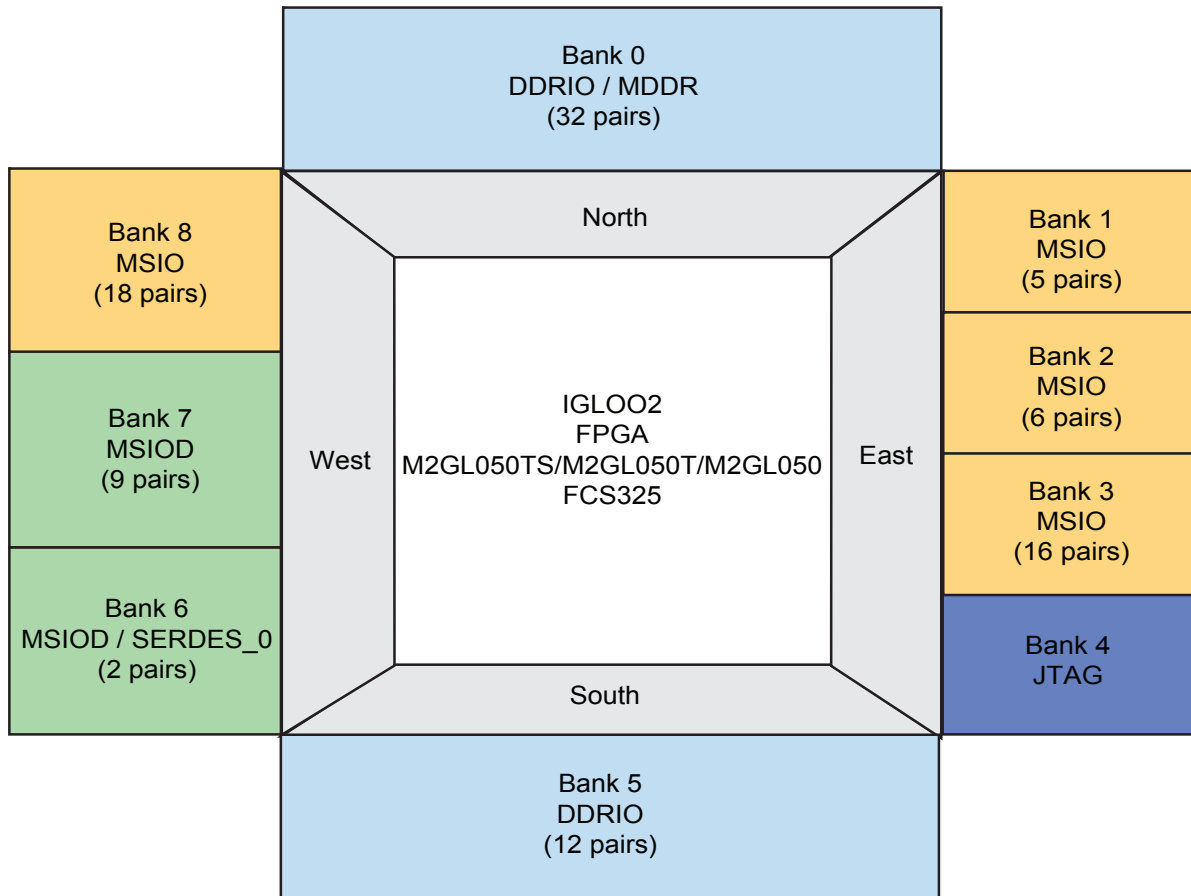 Bank 0
DDRIO / MDDR
(32 pairs)
Bank 8
MSIO
(18 pairs)
North
Bank 1
MSIO
(5 pairs)
Bank 7
MSIOD
(9 pairs)
West
IGLOO2
FPGA
M2GL050TS/M2GL050T/M2GL050
FCS325
East
Bank 2
MSIO
(6 pairs)
Bank 3
MSIO
(16 pairs)
Bank 6
MSIOD / SERDES_0
(2 pairs)
South
Bank 4
JTAG
Bank 5
DDRIO
(12 pairs)